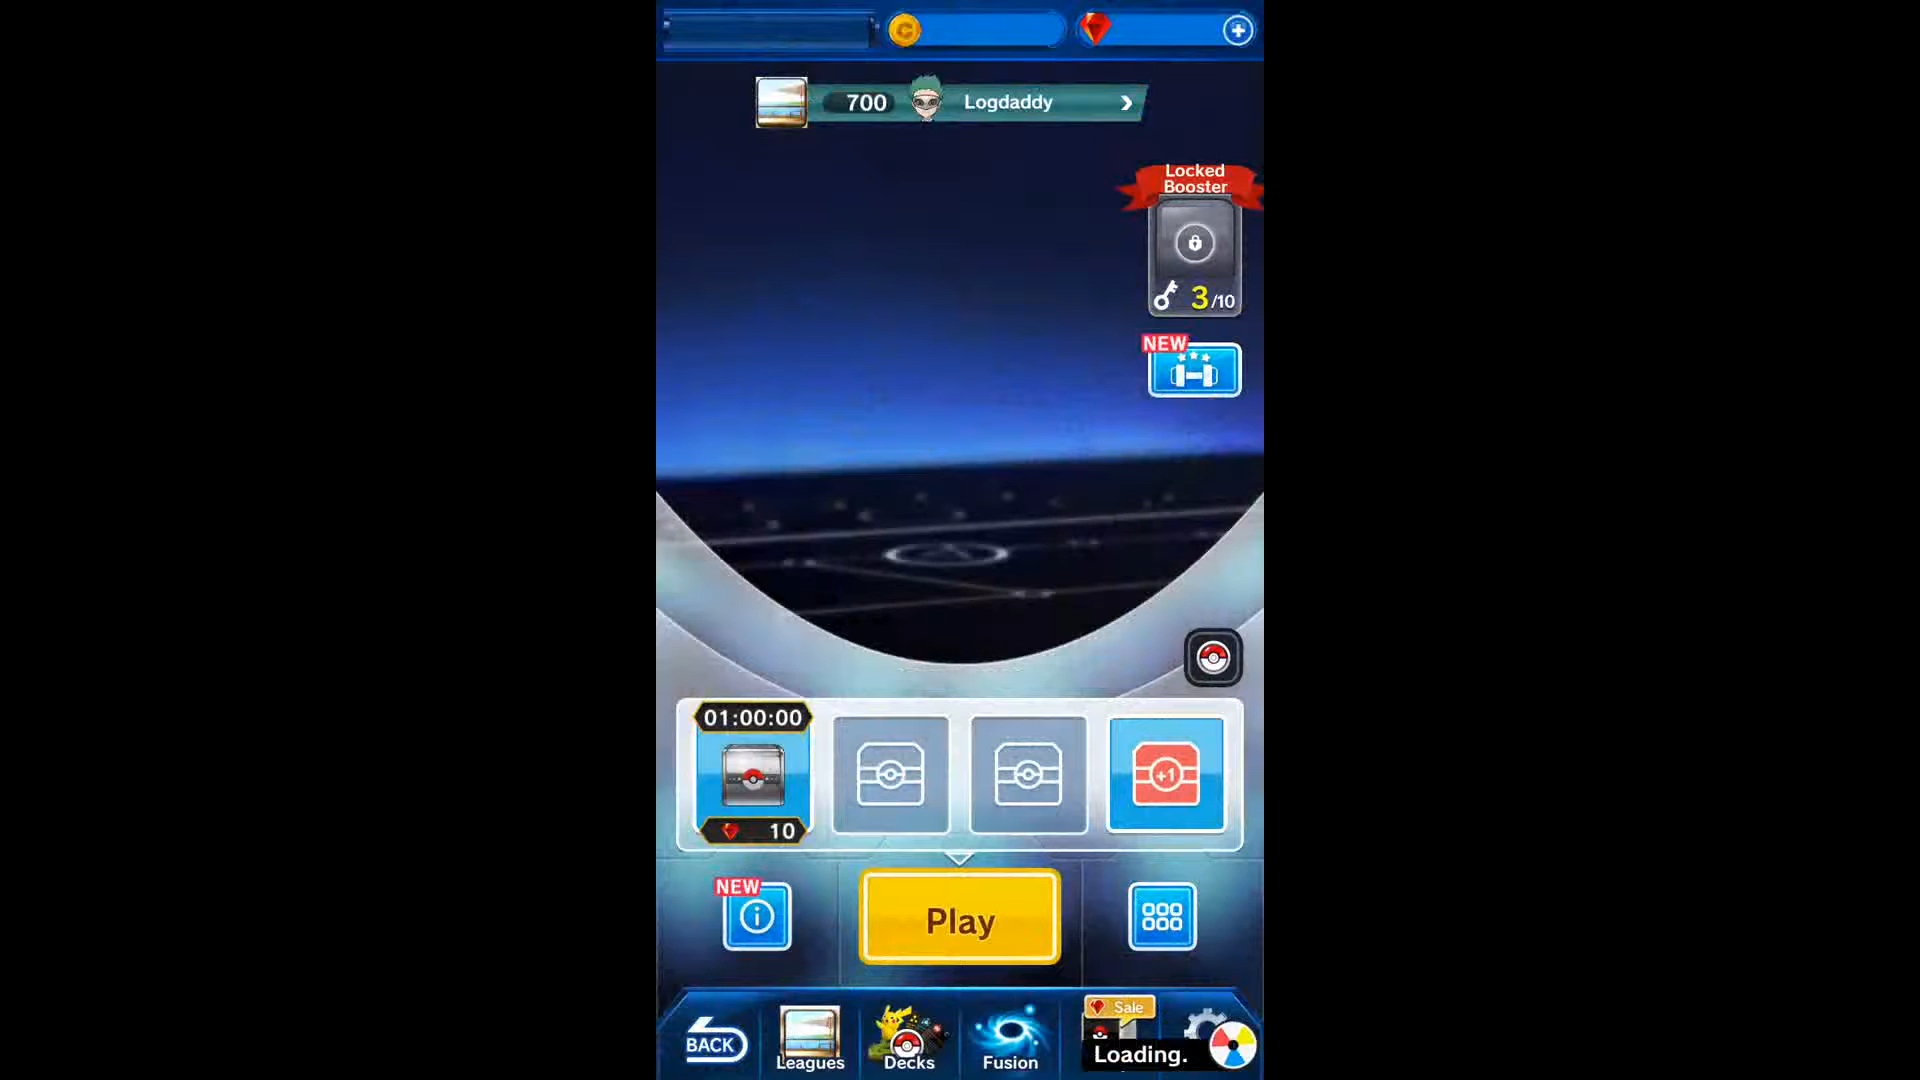 C
700 Logdaddy
Locked
Booster
3/10
NEW
01:00:00
+1
10
NEW
Play
Sale
BACK
Leagues
Decks
Fusion
Loading.